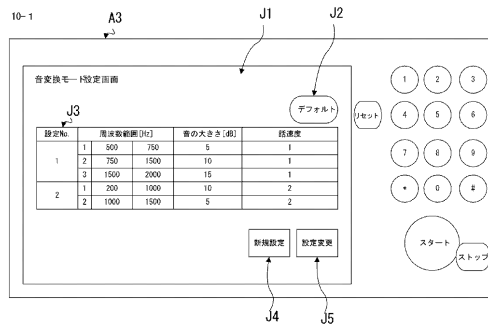 10-1
A3
J1
J2
音変換モード設定画面
J3
デフォルト
リセット
1 2 3
4 5 6
7 8 9
* 0 #
設定No. 周波数範囲[Hz] 音の大きさ[dB] 話速度
1 1 500 750 5 1
2 750 1500 10 1
3 1500 2000 15 1
2 1 200 1000 10 2
2 1000 1500 5 2
新規設定 設定変更
スタート
ストップ
J4
J5